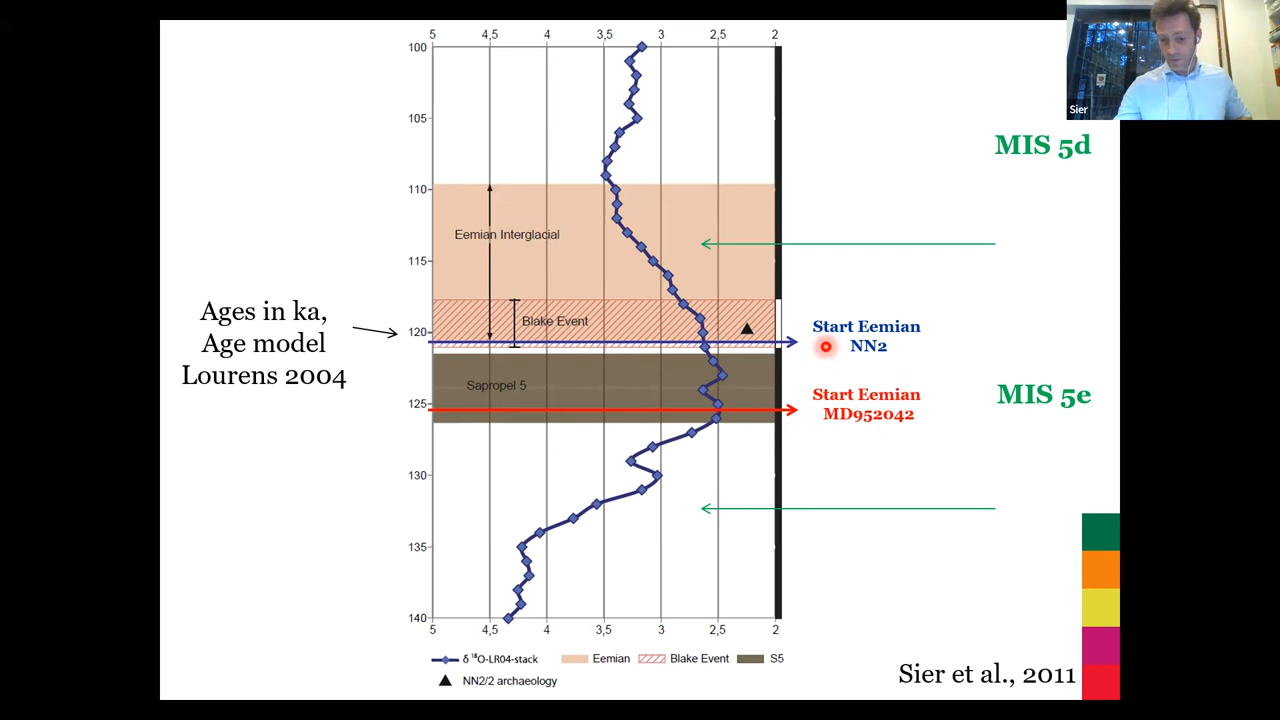 5 4,5 4 3,5 3 2,5 2
100
105
110
115
120
125
130
135
140
5 4,5 4 3,5 3 2,5 2
Eemian Interglacial
Blake Event
Sapropel 5
Ages in ka,
Age model
Lourens 2004
MIS 5d
Start Eemian
NN2
Start Eemian
MD952042
MIS 5e
δ ¹⁸O-LR04-stack Eemian Blake Event S5
NN2/2 archaeology
Sier et al., 2011
Sier